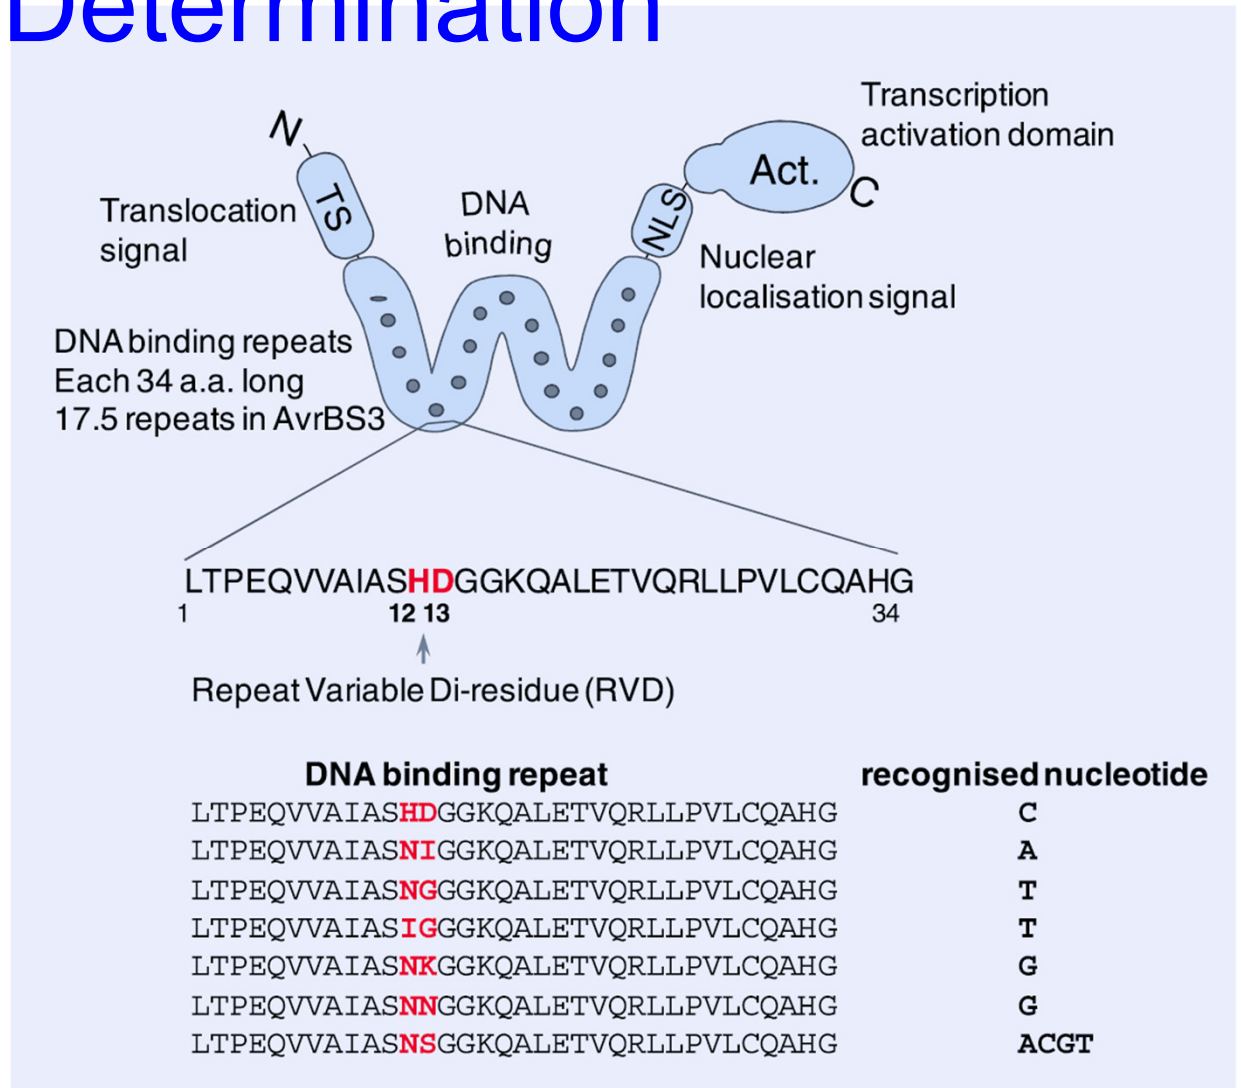 Determination
Transcription
activation domain
N
Act.
C
TS
Translocation
signal
DNA
binding
NLS
Nuclear
localisation signal
DNA binding repeats
Each 34 a.a. long
17.5 repeats in AvrBS3
LTPEQVVAIASHDGGKQALETVQRLLPVLCQAHG
1 12 13 34
Repeat Variable Di-residue (RVD)
DNA binding repeat recognised nucleotide
LTPEQVVAIASHDGGKQALETVQRLLPVLCQAHG C
LTPEQVVAIASNIGGKQALETVQRLLPVLCQAHG A
LTPEQVVAIASNGGGKQALETVQRLLPVLCQAHG T
LTPEQVVAIASIGGGKQALETVQRLLPVLCQAHG T
LTPEQVVAIASNKGGKQALETVQRLLPVLCQAHG G
LTPEQVVAIASNNGGKQALETVQRLLPVLCQAHG G
LTPEQVVAIASNSGGKQALETVQRLLPVLCQAHG ACGT